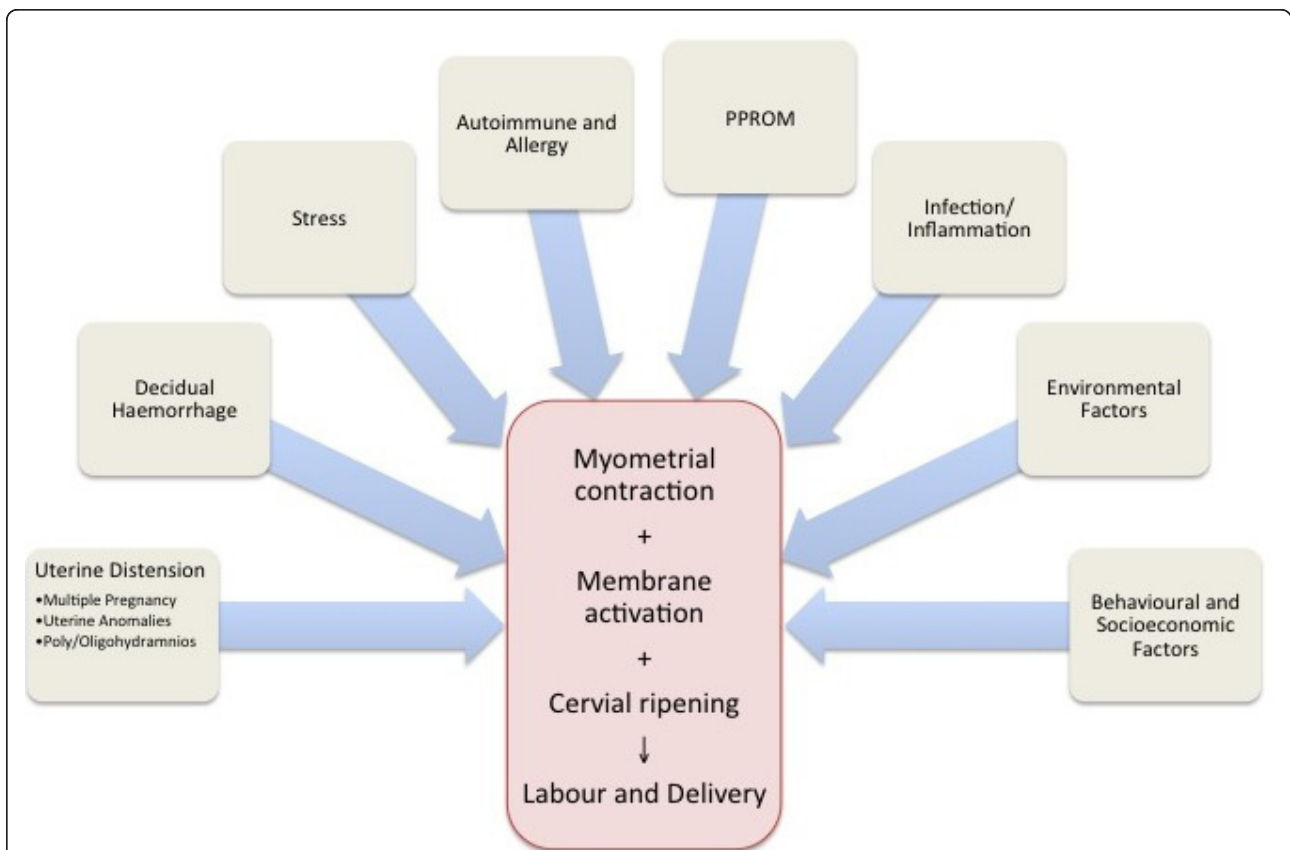 Autoimmune and
Allergy
PPROM
Stress
Infection/
Inflammation
Decidual
Haemorrhage
Environmental
Factors
Uterine Distension
•Multiple Pregnancy
•Uterine Anomalies
•Poly/Oligohydramnios
Behavioural and
Socioeconomic
Factors
Myometrial
contraction
+
Membrane
activation
+
Cervial ripening
↓
Labour and Delivery